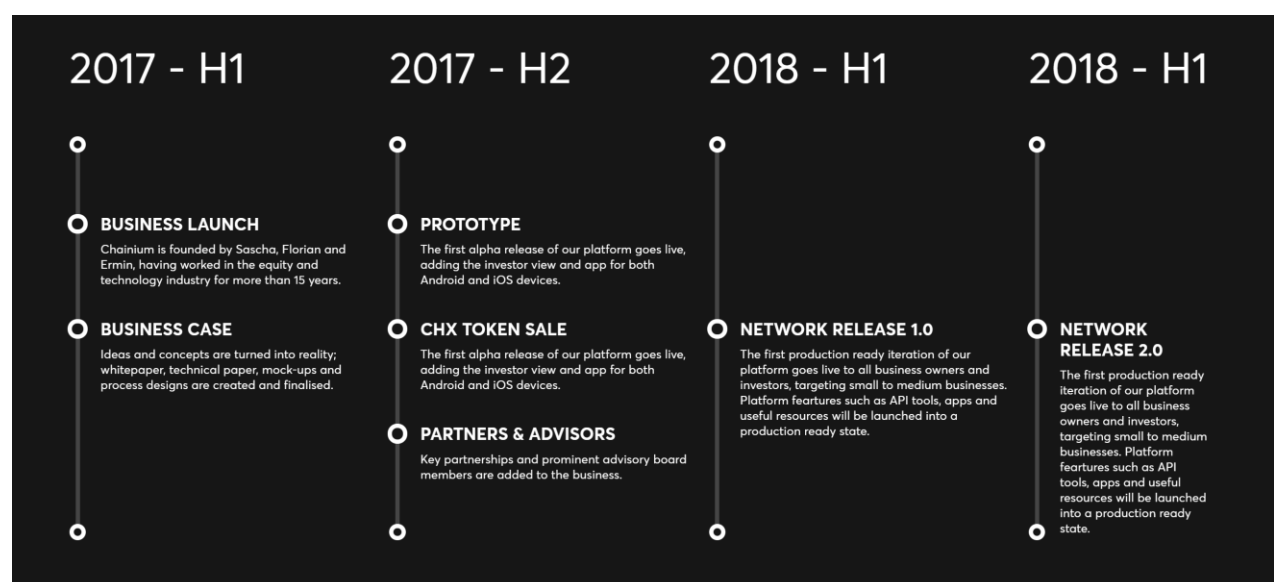 2017 - H1
BUSINESS LAUNCH
Chainium is founded by Sascha, Florian and
Ermin, having worked in the equity and
technology industry for more than 15 years.
BUSINESS CASE
Ideas and concepts are turned into reality;
whitepaper, technical paper, mock-ups and
process designs are created and finalised.
2017 - H2
PROTOTYPE
The first alpha release of our platform goes live,
adding the investor view and app for both
Android and iOS devices.
CHX TOKEN SALE
The first alpha release of our platform goes live,
adding the investor view and app for both
Android and iOS devices.
PARTNERS & ADVISORS
Key partnerships and prominent advisory board
members are added to the business.
2018 - H1
NETWORK RELEASE 1.0
The first production ready iteration of our
platform goes live to all business owners and
investors, targeting small to medium businesses.
Platform feartures such as API tools, apps and
useful resources will be launched into a
production ready state.
2018 - H1
NETWORK
RELEASE 2.0
The first production ready
iteration of our platform
goes live to all business
owners and investors,
targeting small to medium
businesses. Platform
feartures such as API
tools, apps and useful
resources will be launched
into a production ready
state.